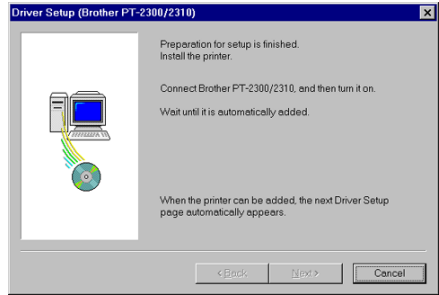 Driver Setup (Brother PT-2300/2310)
Preparation for setup is finished.
Install the printer.
Connect Brother PT-2300/2310, and then turn it on.
Wait until it is automatically added.
When the printer can be added, the next Driver Setup
page automatically appears.
< Back Next > Cancel